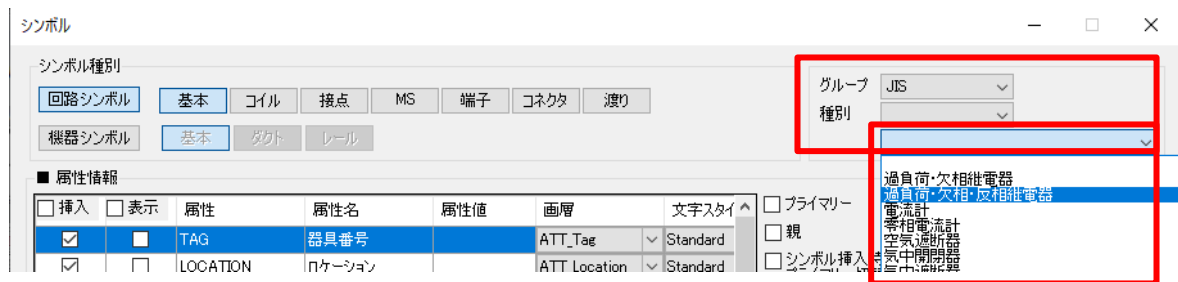 シンボル
シンボル種別
回路シンボル 基本 コイル 接点 MS 端子 コネクタ 渡り
機器シンボル 基本 ダクト レール
グループ JIS
種別
過負荷・欠相継電器
過負荷・欠相・反相継電器
電流計
零相電流計
空気遮断器
気中開閉器
気中遮断器
■ 属性情報
挿入 表示 属性 属性名 属性値 画層 文字スタイ
TAG 器具番号 ATT_Tag Standard
LOCATION ロケーション ATT_Location Standard
プライマリー
親
シンボル挿入